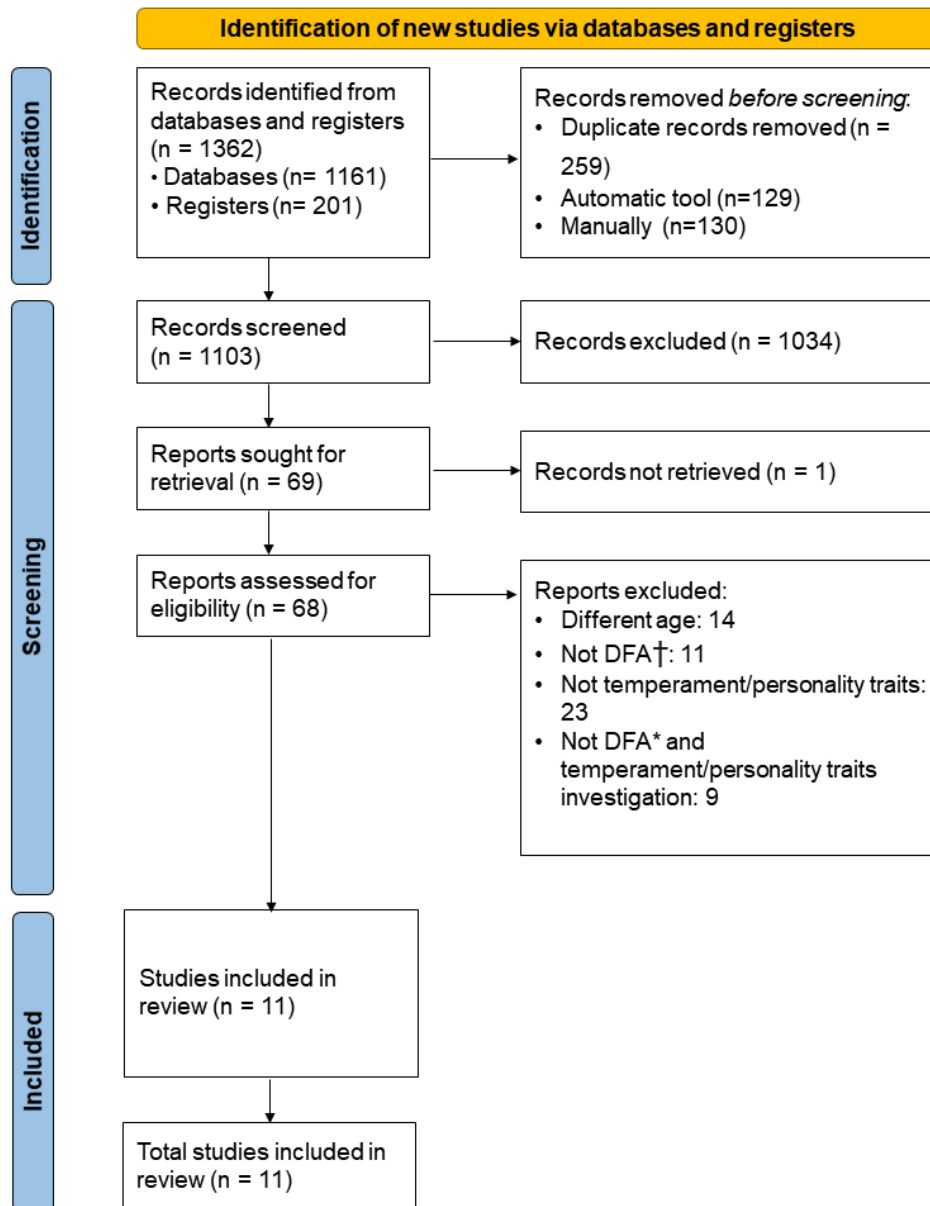 Identification of new studies via databases and registers
Identification
Records identified from
databases and registers
(n = 1362)
• Databases (n= 1161)
• Registers (n= 201)
Records removed before screening:
• Duplicate records removed (n =
259)
• Automatic tool (n=129)
• Manually (n=130)
Screening
Records screened
(n = 1103)
Records excluded (n = 1034)
Reports sought for
retrieval (n = 69)
Records not retrieved (n = 1)
Reports assessed for
eligibility (n = 68)
Reports excluded:
• Different age: 14
• Not DFA†: 11
• Not temperament/personality traits:
23
• Not DFA* and
temperament/personality traits
investigation: 9
Included
Studies included in
review (n = 11)
Total studies included in
review (n = 11)